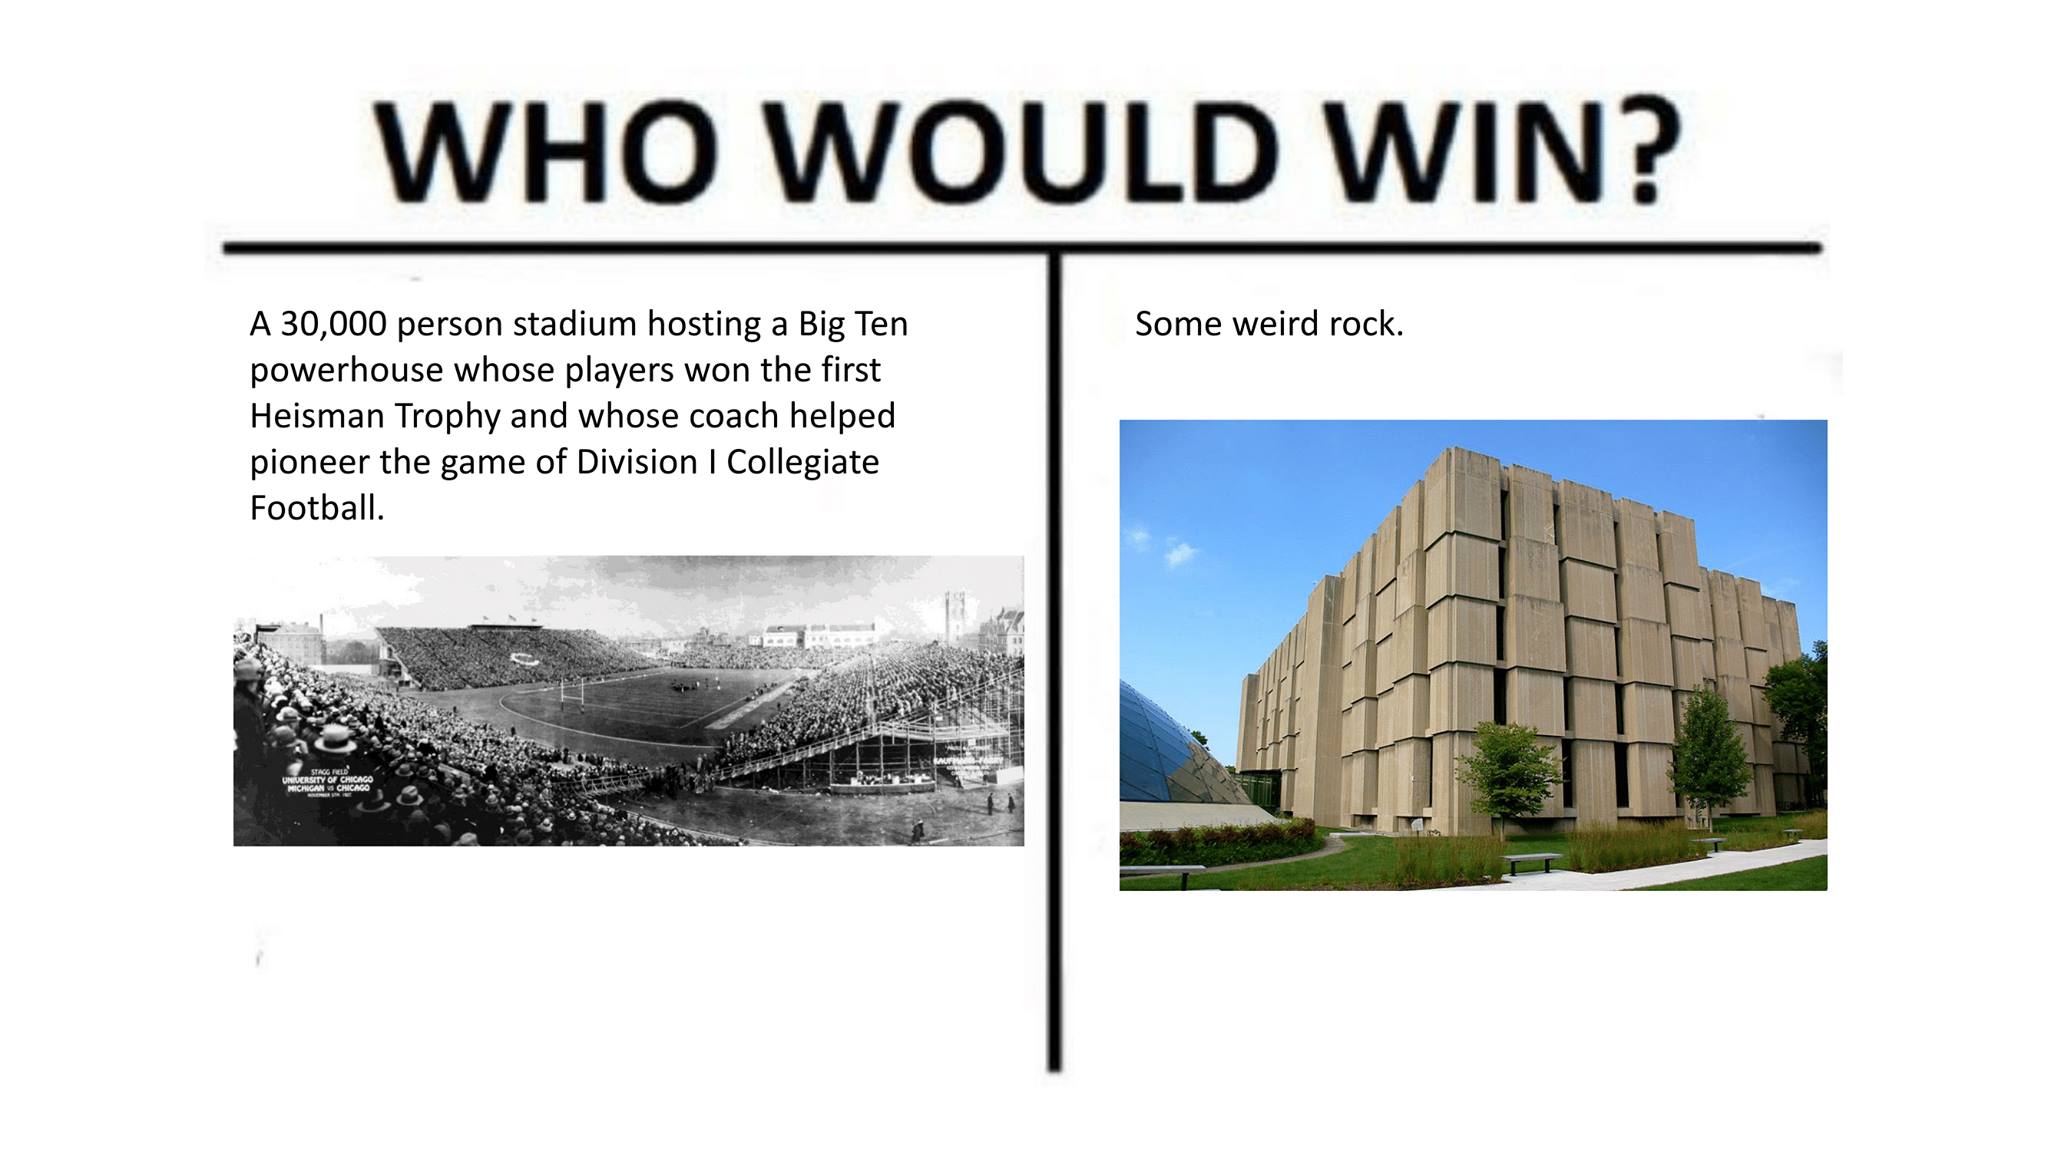 WHO WOULD WIN?
A 30,000 person stadium hosting a Big Ten
powerhouse whose players won the first
Heisman Trophy and whose coach helped
pioneer the game of Division I Collegiate
Football.
STAGG FIELD
UNIVERSITY OF CHICAGO
MICHIGAN VS CHICAGO
KAUFMANN-FABRY
Some weird rock.